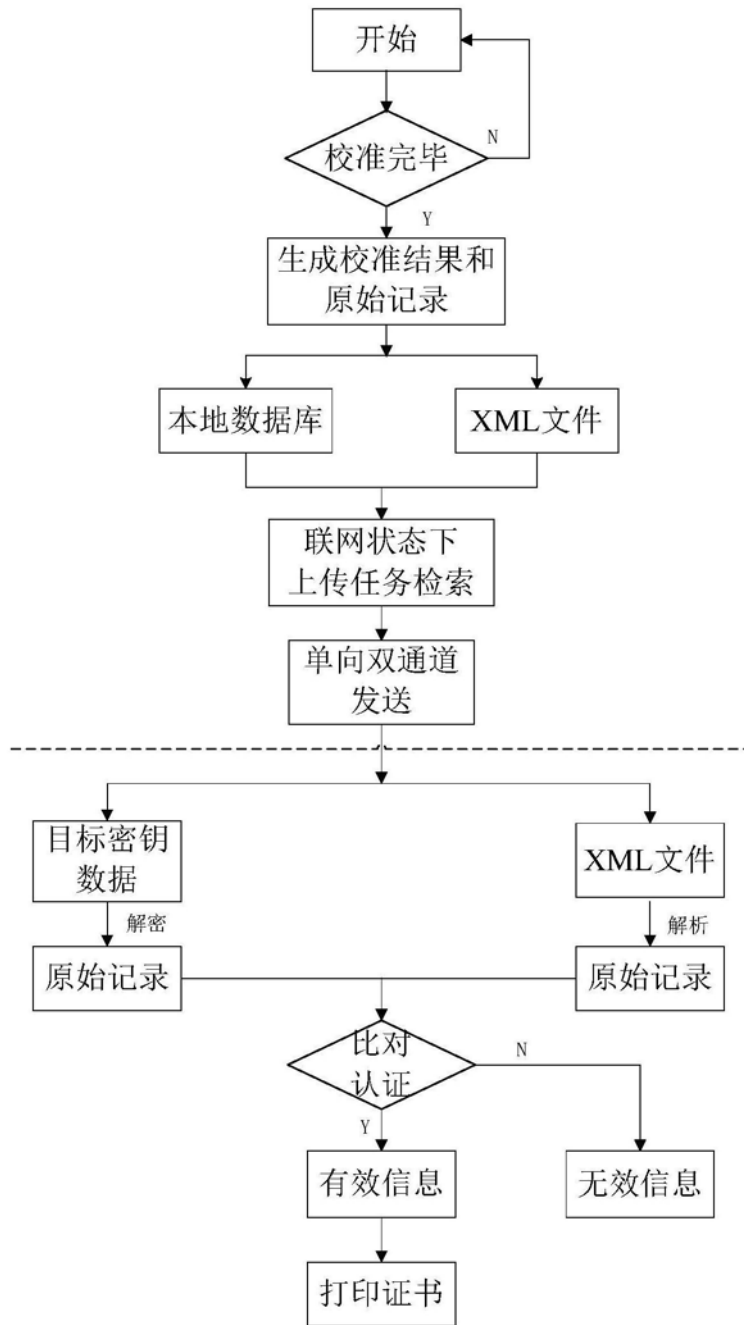 开始
校准完毕
N
Y
生成校准结果和
原始记录
本地数据库
XML文件
联网状态下
上传任务检索
单向双通道
发送
目标密钥
数据
XML文件
解密
解析
原始记录
原始记录
比对
认证
N
Y
有效信息
无效信息
打印证书